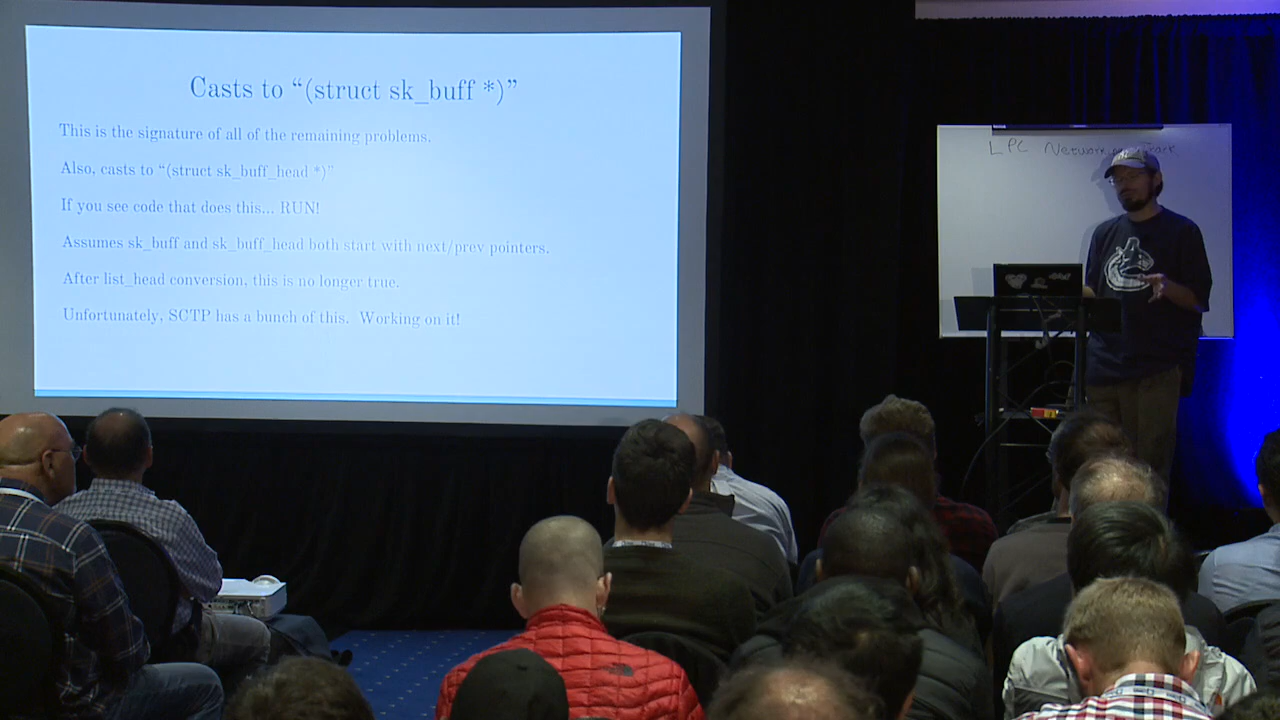 Casts to “(struct sk_buff *)”
This is the signature of all of the remaining problems.
Also, casts to “(struct sk_buff_head *)”
If you see code that does this... RUN!
Assumes sk_buff and sk_buff_head both start with next/prev pointers.
After list_head conversion, this is no longer true.
Unfortunately, SCTP has a bunch of this.  Working on it!
LPC Networking Track